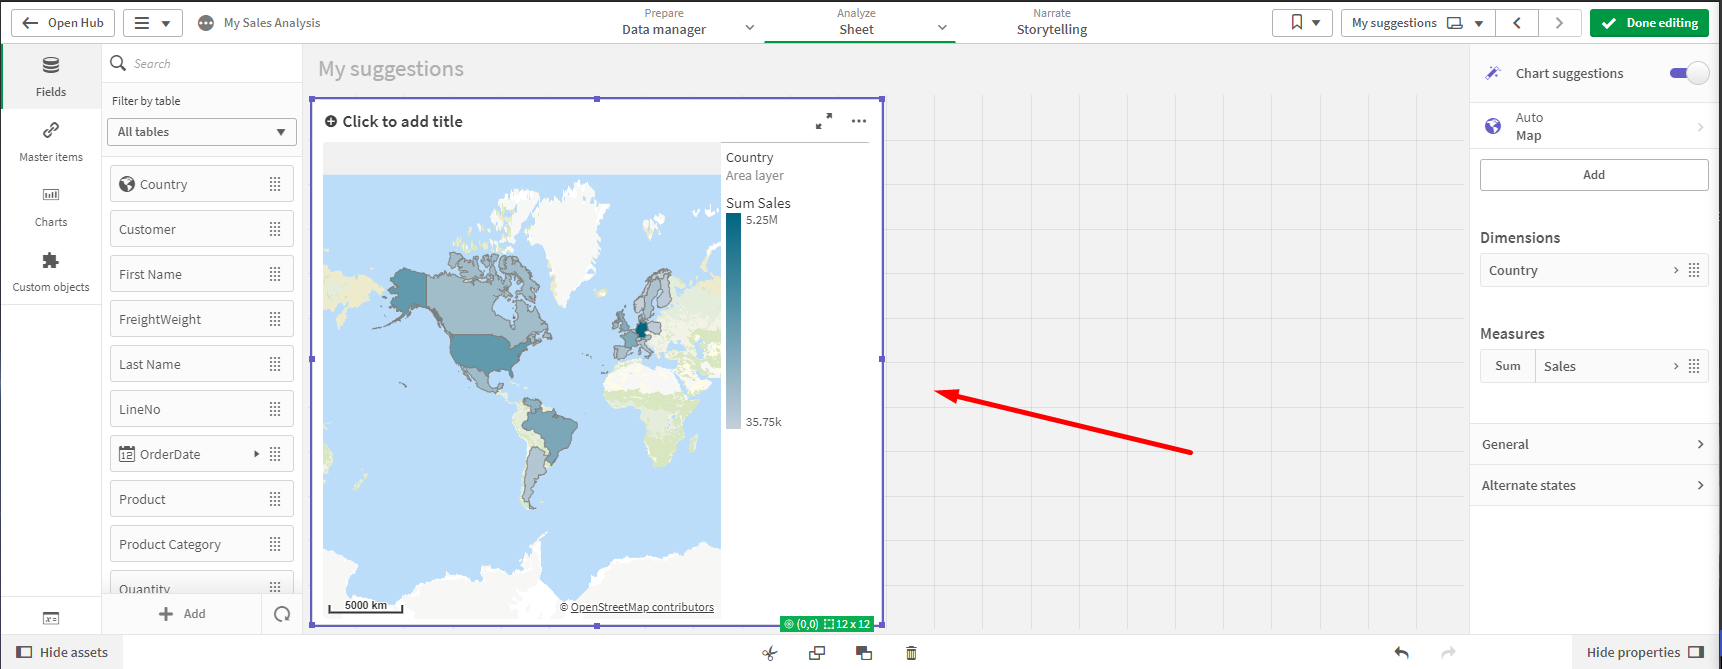 Open Hub
My Sales Analysis
Prepare
Data manager
Analyze
Sheet
Narrate
Storytelling
My suggestions
Done editing
Fields
Master items
Charts
Custom objects
Search
Filter by table
All tables
Country
Customer
First Name
FreightWeight
Last Name
LineNo
12 OrderDate
Product
Product Category
Quantity
Add
My suggestions
Click to add title
Country
Area layer
Sum Sales
5.25M
35.75k
5000 km
© OpenStreetMap contributors
(0,0) 12 x 12
Chart suggestions
Auto
Map
Add
Dimensions
Country
Measures
Sum Sales
General
Alternate states
Hide assets
Hide properties